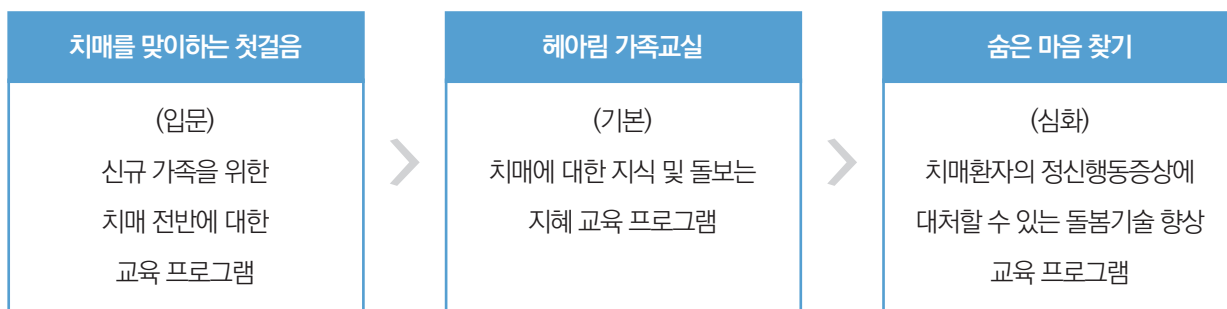 치매를 맞이하는 첫걸음
(입문)
신규 가족을 위한
치매 전반에 대한
교육 프로그램
헤아림 가족교실
(기본)
치매에 대한 지식 및 돌보는
지혜 교육 프로그램
숨은 마음 찾기
(심화)
치매환자의 정신행동증상에
대처할 수 있는 돌봄기술 향상
교육 프로그램